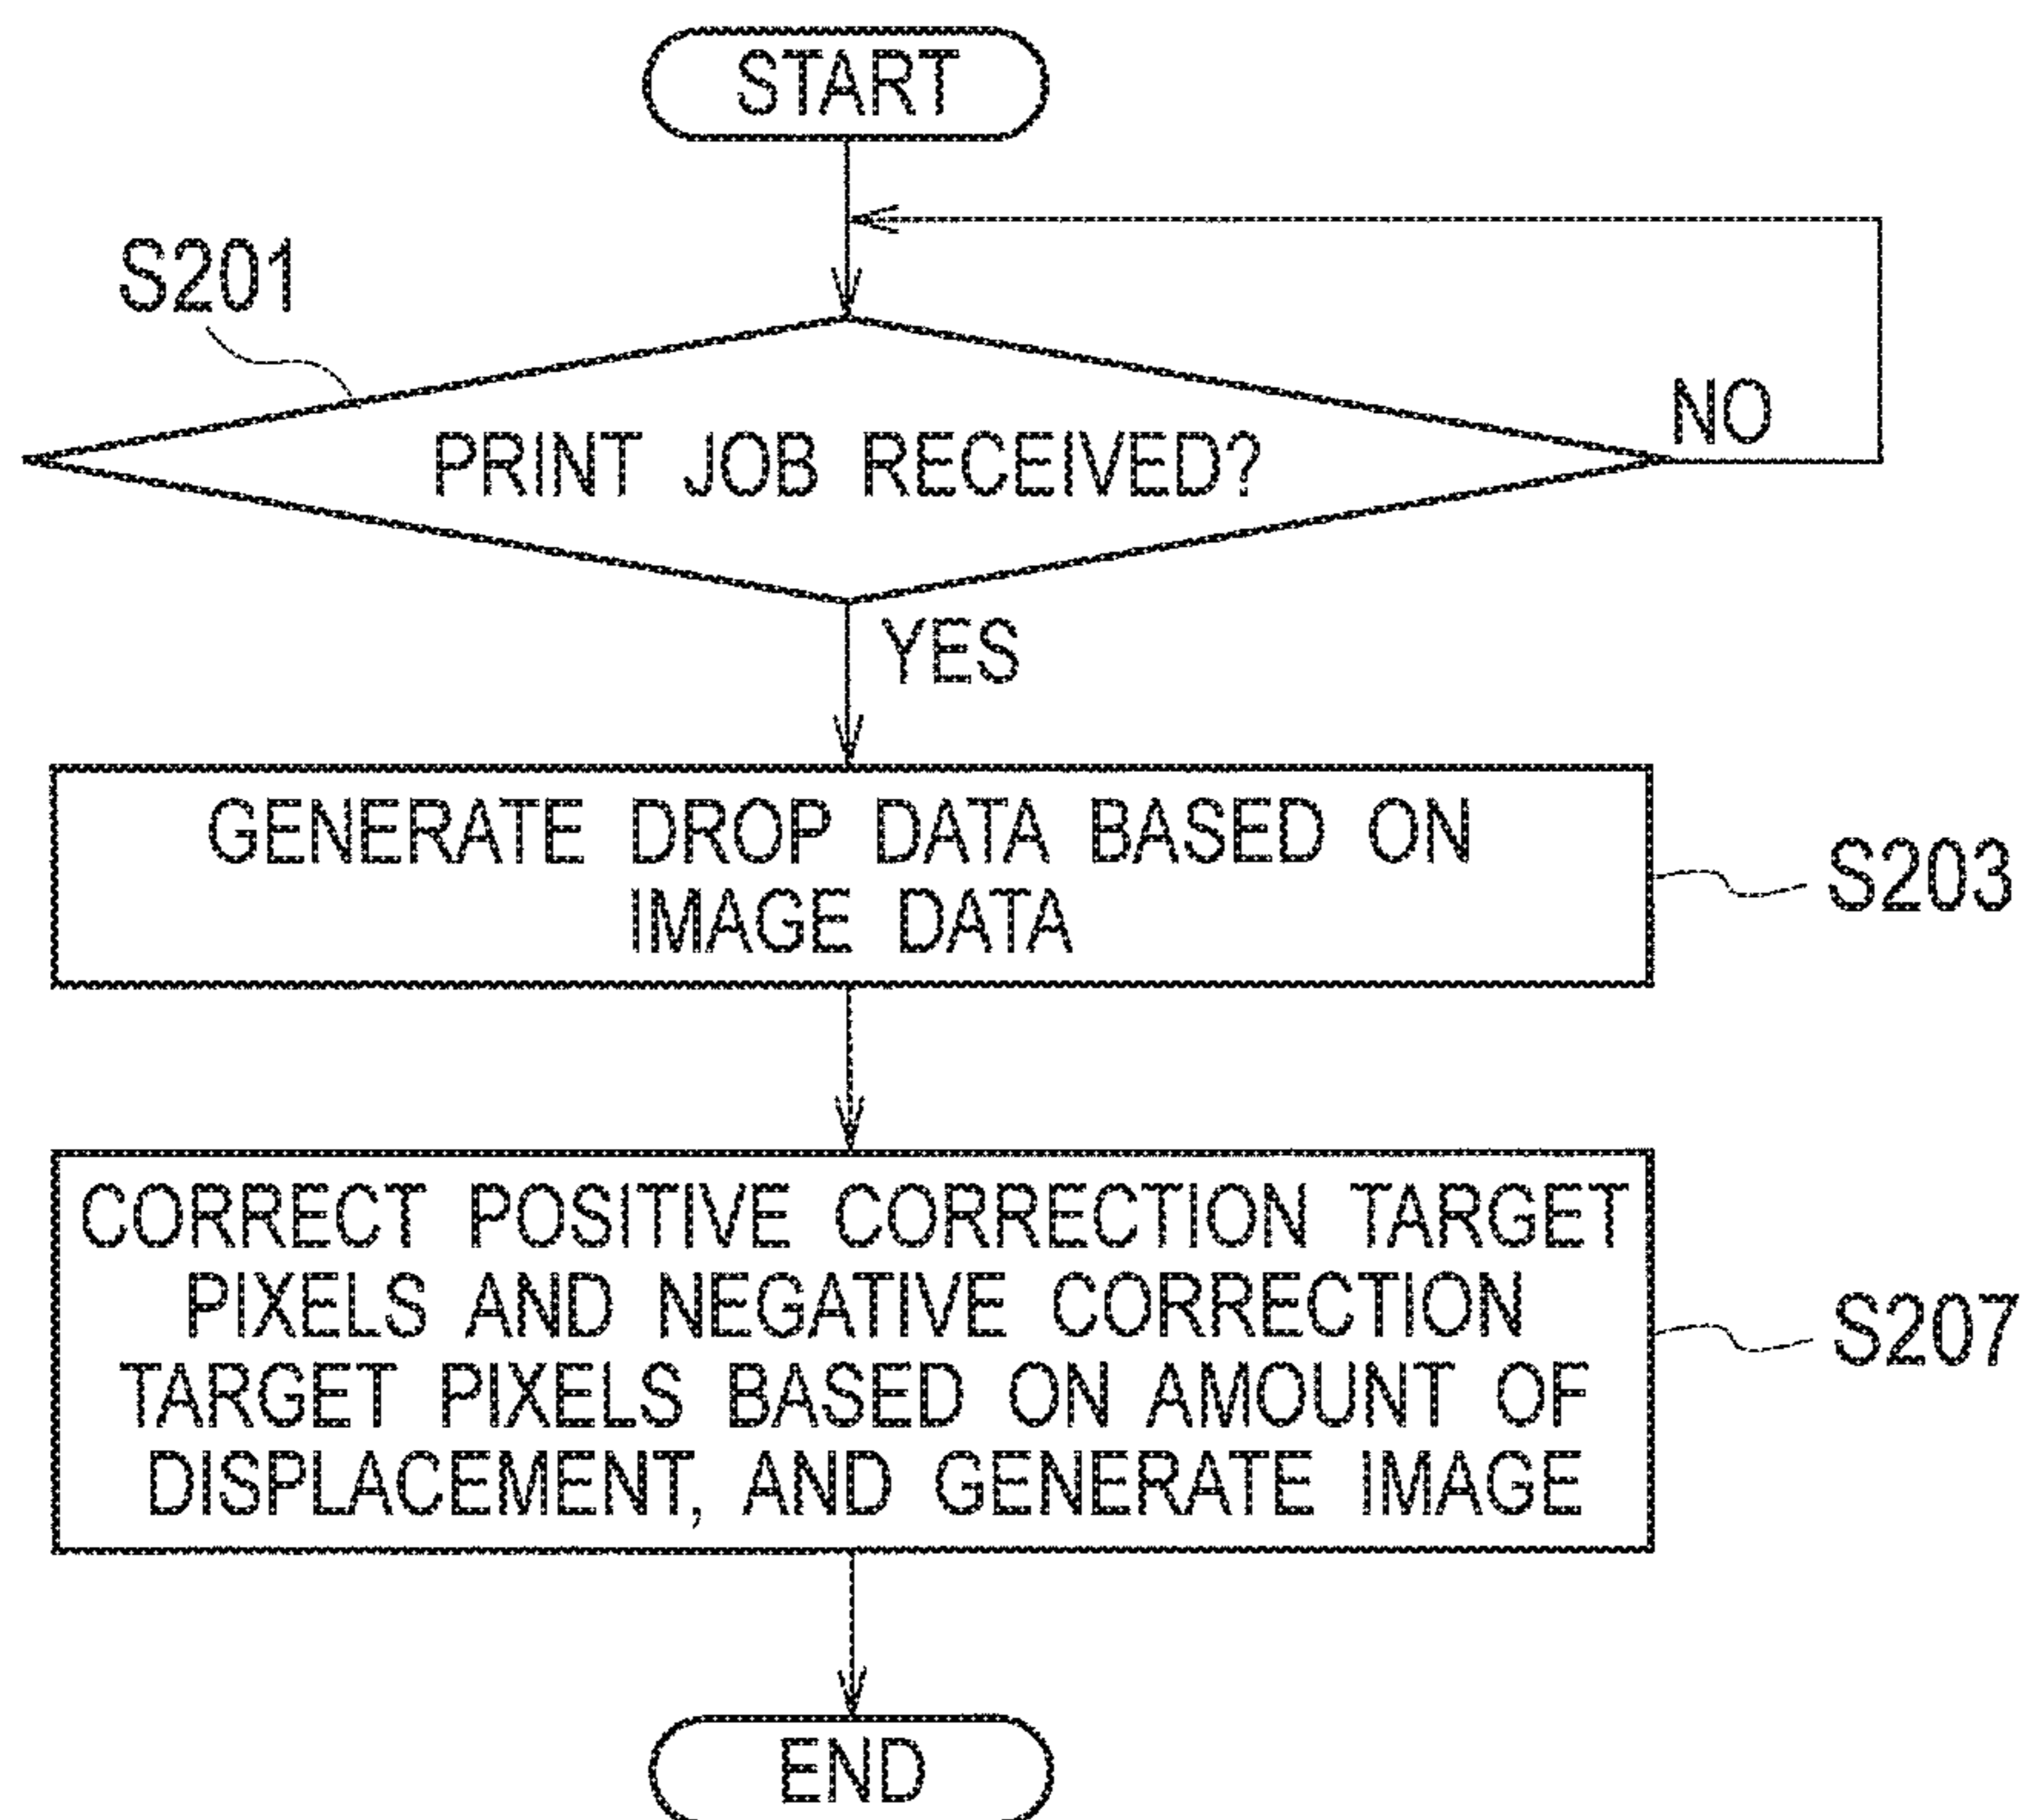 START
S201
NO
PRINT JOB RECEIVED?
YES
GENERATE DROP DATA BASED ON
IMAGE DATA
S203
CORRECT POSITIVE CORRECTION TARGET
PIXELS AND NEGATIVE CORRECTION
TARGET PIXELS BASED ON AMOUNT OF
DISPLACEMENT, AND GENERATE IMAGE
S207
END